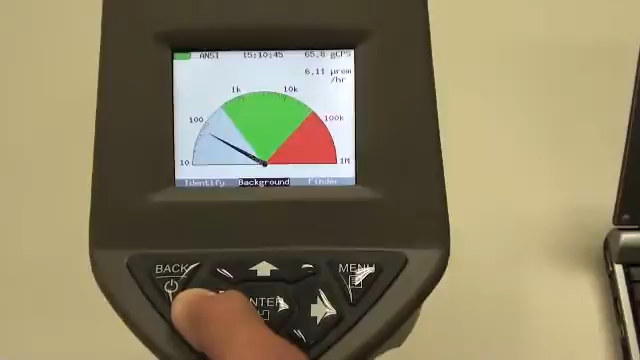 ANSI 15:10:45 65.8 gCPS
6.11 µrem
/hr
1k 10k
100 100k
10 1M
Identify Background Finder
BACK MENU
ENTER